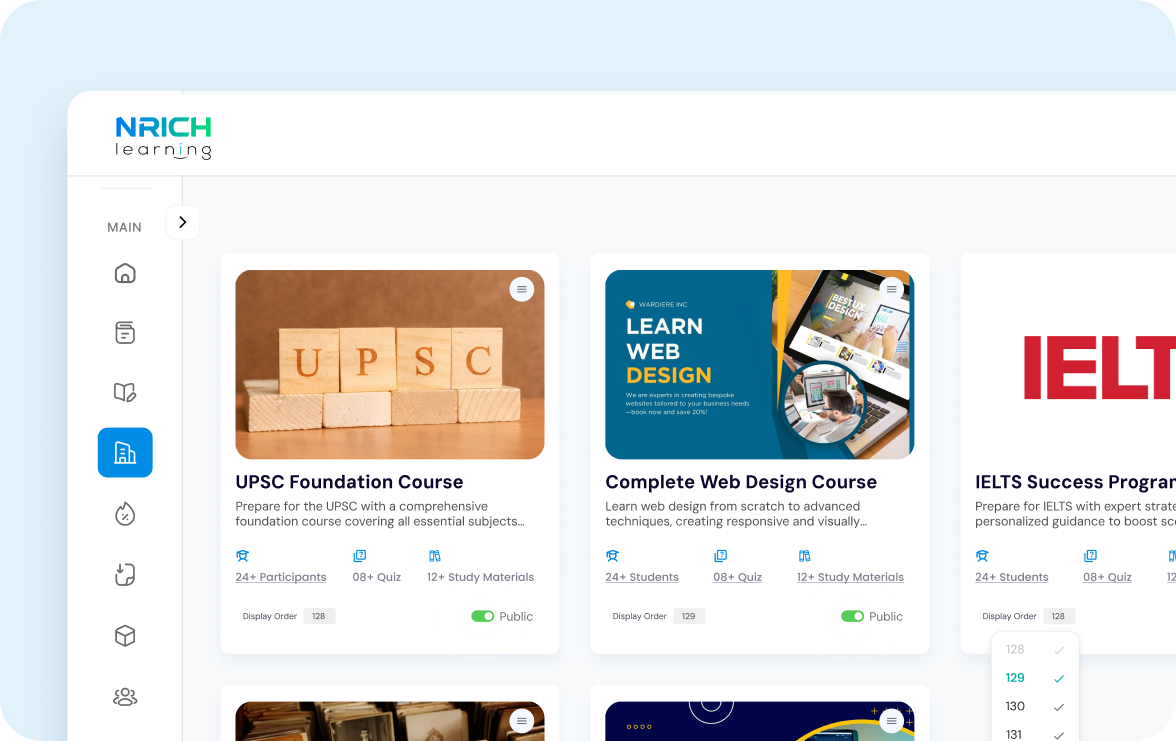 NRICH
learning
MAIN
UPSC
WARDIERE INC.
LEARN
WEB
DESIGN
We are experts in creating bespoke
websites tailored to your business needs
—book now and save 20%!
BEST UX
DESIGN
IELT
UPSC Foundation Course
Prepare for the UPSC with a comprehensive
foundation course covering all essential subjects...
24+ Participants
08+ Quiz
12+ Study Materials
Display Order 128
Public
Complete Web Design Course
Learn web design from scratch to advanced
techniques, creating responsive and visually...
24+ Students
08+ Quiz
12+ Study Materials
Display Order 129
Public
IELTS Success Progra
Prepare for IELTS with expert strate
personalized guidance to boost sc
24+ Students
08+ Quiz
12
Display Order 128
128
129
130
131